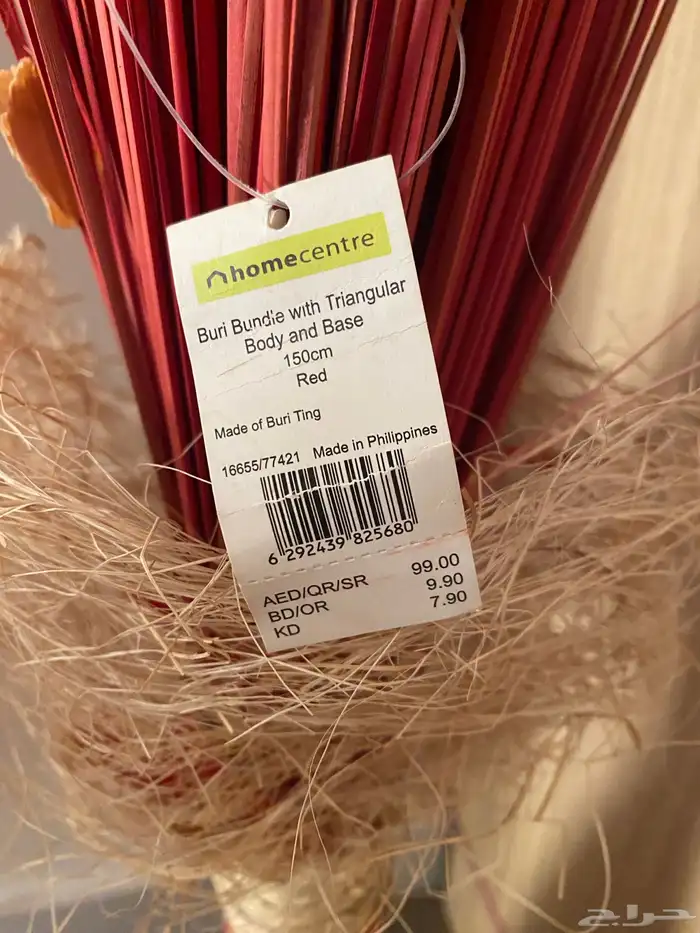 homecentre
Buri Bundle with Triangular
Body and Base
150cm
Red
Made of Buri Ting
16655/77421 Made in Philippines
6 292439 825680
AED/QR/SR 99.00
BD/OR 9.90
KD 7.90
حراج